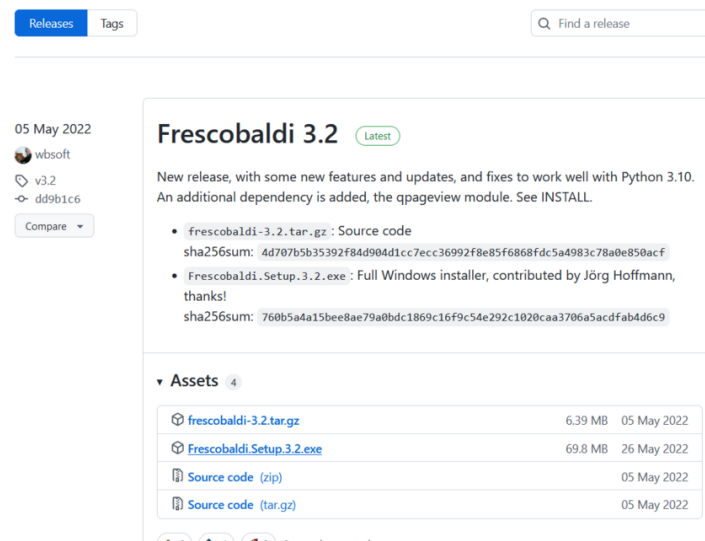 Releases
Tags
Find a release
05 May 2022
wbsoft
v3.2
dd9b1c6
Compare
Frescobaldi 3.2 Latest
New release, with some new features and updates, and fixes to work well with Python 3.10.
An additional dependency is added, the qpageview module. See INSTALL.
frescobaldi-3.2.tar.gz : Source code
sha256sum: 4d707b5b35392f84d904d1cc7ecc36992f8e85f6868fdc5a4983c78a0e850acf
Frescobaldi.Setup.3.2.exe : Full Windows installer, contributed by Jörg Hoffmann,
thanks!
sha256sum: 760b5a4a15bee8ae79a0bdc1869c16f9c54e292c1020caa3706a5acdfab4d6c9
Assets 4
frescobaldi-3.2.tar.gz 6.39 MB 05 May 2022
Frescobaldi.Setup.3.2.exe 69.8 MB 26 May 2022
Source code (zip) 05 May 2022
Source code (tar.gz) 05 May 2022